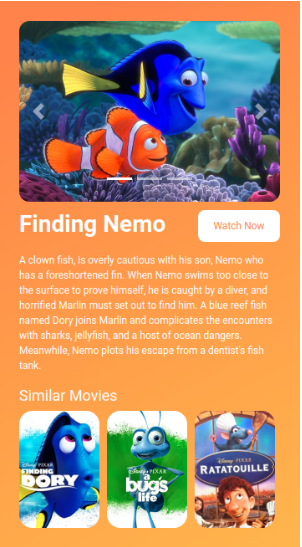 Finding Nemo
Watch Now
A clown fish, is overly cautious with his son, Nemo who
has a foreshortened fin. When Nemo swims too close to
the surface to prove himself, he is caught by a diver, and
horrified Marlin must set out to find him. A blue reef fish
named Dory joins Marlin and complicates the encounters
with sharks, jellyfish, and a host of ocean dangers.
Meanwhile, Nemo plots his escape from a dentist's fish
tank.
Similar Movies
Disney PIXAR
FINDING
DORY
Disney PIXAR
a
bug's
life
Disney PIXAR
RATATOUILLE